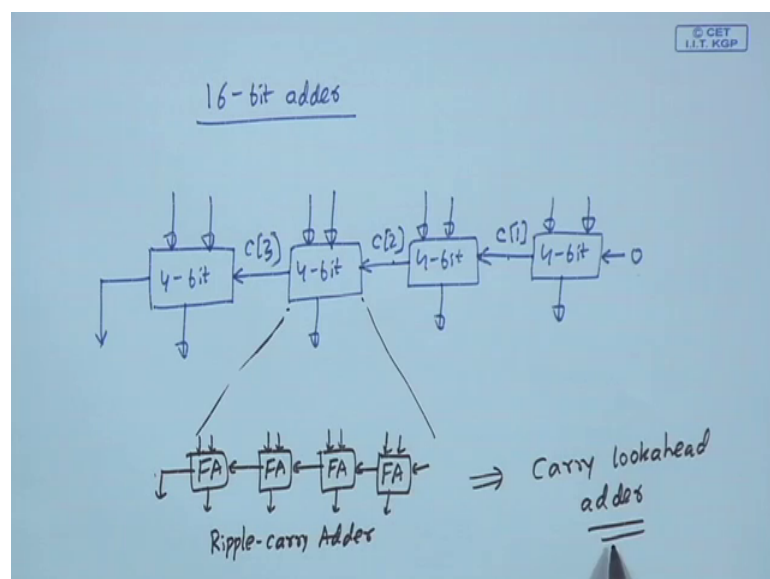 © CET
I.I.T. KGP
16-bit adder
4-bit
c[3]
4-bit
c[2]
4-bit
c[1]
4-bit
0
FA
FA
FA
FA
Ripple-carry Adder
⇒ Carry lookahead
adder